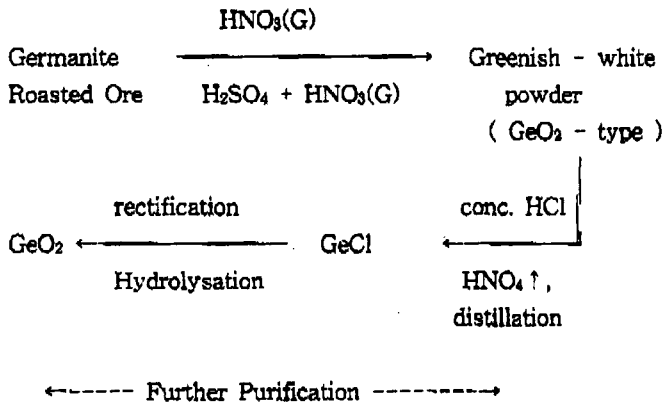 HNO₃(G)
Germanite Greenish - white
Roasted Ore H₂SO₄ + HNO₃(G) powder
( GeO₂ - type )
rectification conc. HCl
GeO₂ GeCl
Hydrolysation HNO₄ ↑ ,
distillation
Further Purification